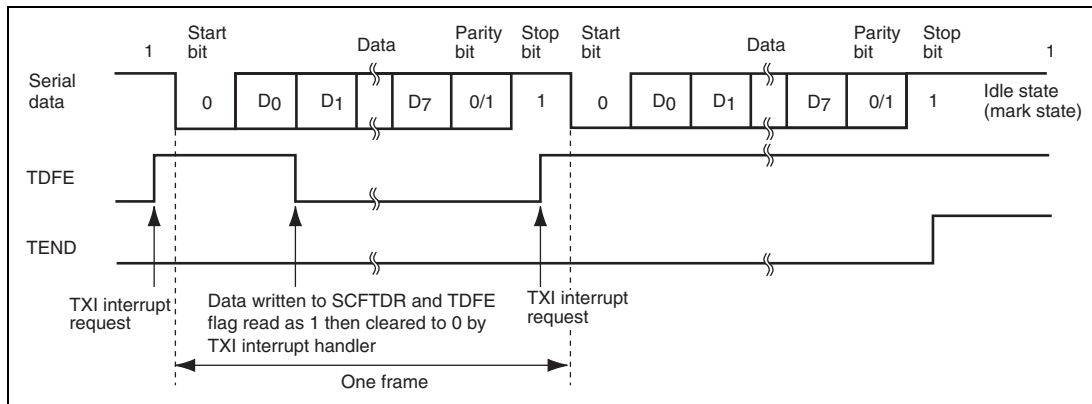 1 Start bit Data Parity bit Stop bit Start bit Data Parity bit Stop bit 1
Serial data 0 D0 D1 D7 0/1 1 0 D0 D1 D7 0/1 1 Idle state (mark state)
TDFE
TEND
TXI interrupt request
Data written to SCFTDR and TDFE flag read as 1 then cleared to 0 by TXI interrupt handler
TXI interrupt request
One frame